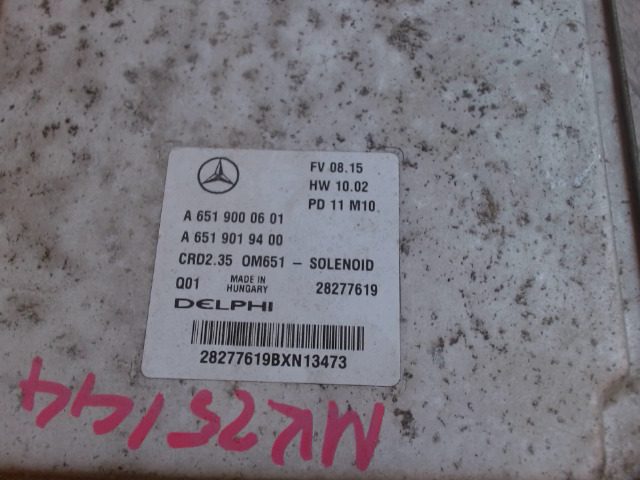 FV 08.15
HW 10.02
PD 11 M10
A 651 900 06 01
A 651 901 94 00
CRD2.35 OM651 – SOLENOID
Q01 MADE IN HUNGARY 28277619
DELPHI
28277619BXN13473
MK25144